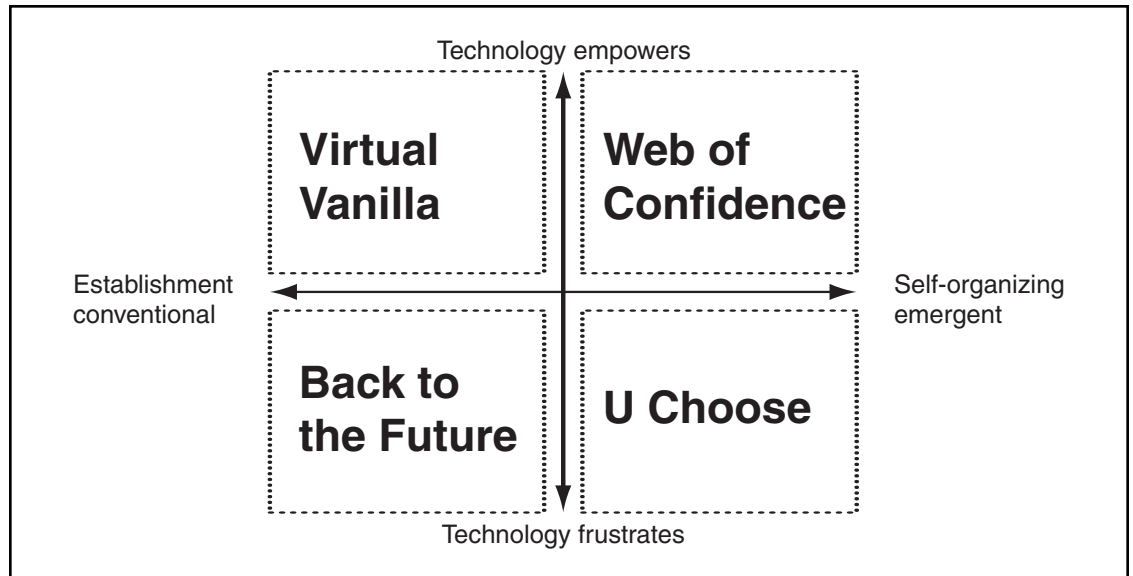 Technology empowers
Virtual
Vanilla
Web of
Confidence
Establishment
conventional
Self-organizing
emergent
Back to
the Future
U Choose
Technology frustrates